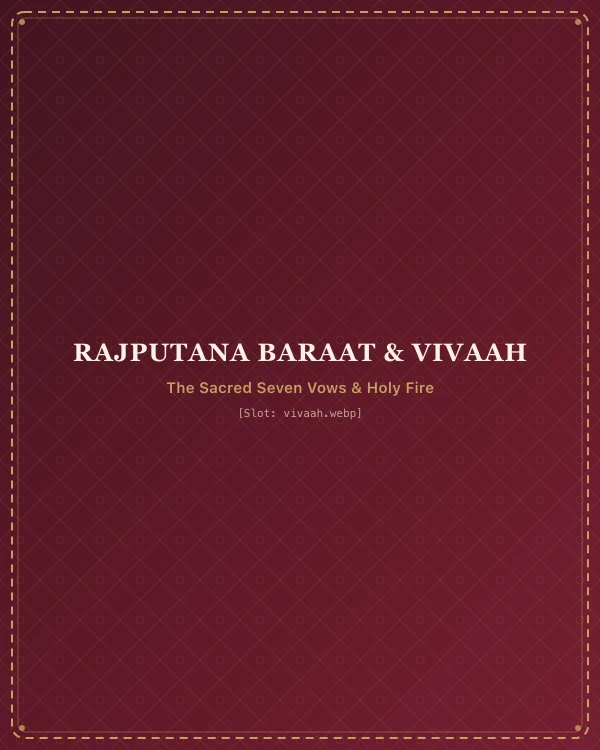 RAJPUTANA BARAAT & VIVAAH
The Sacred Seven Vows & Holy Fire
[Slot: vivaah.webp]